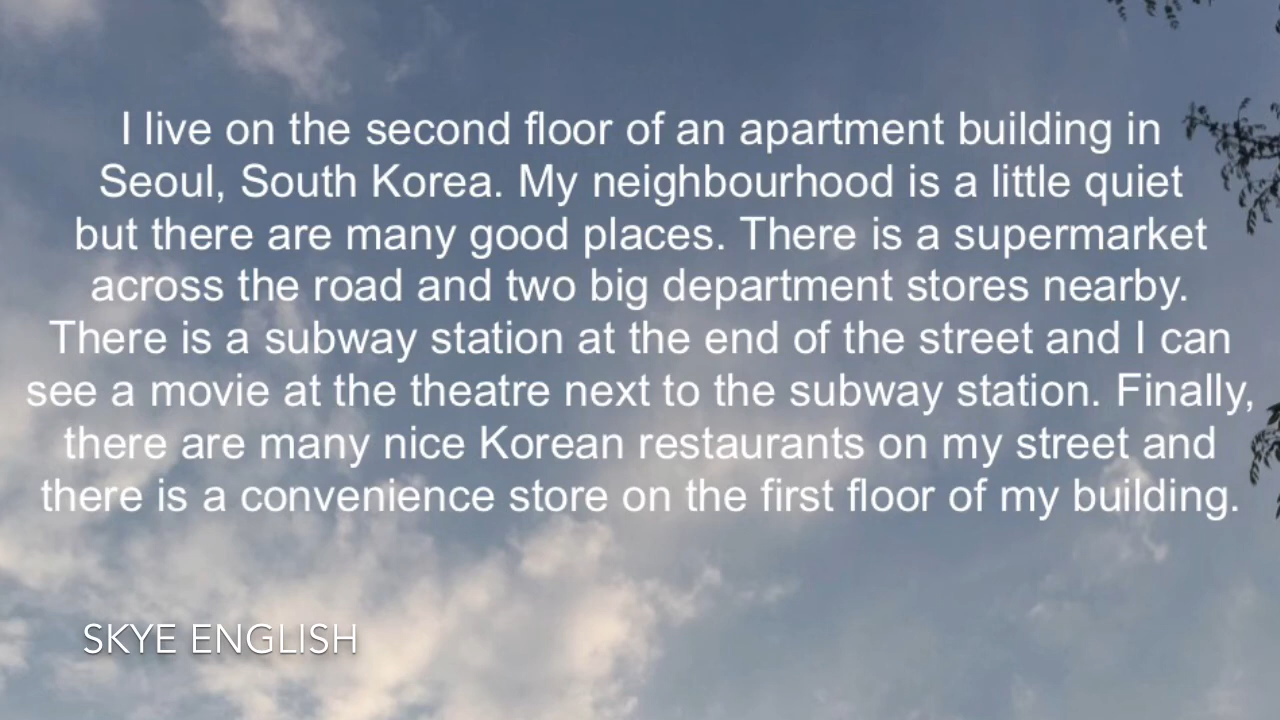 I live on the second floor of an apartment building in
Seoul, South Korea. My neighbourhood is a little quiet
but there are many good places. There is a supermarket
across the road and two big department stores nearby.
There is a subway station at the end of the street and I can
see a movie at the theatre next to the subway station. Finally,
there are many nice Korean restaurants on my street and
there is a convenience store on the first floor of my building.
SKYE ENGLISH